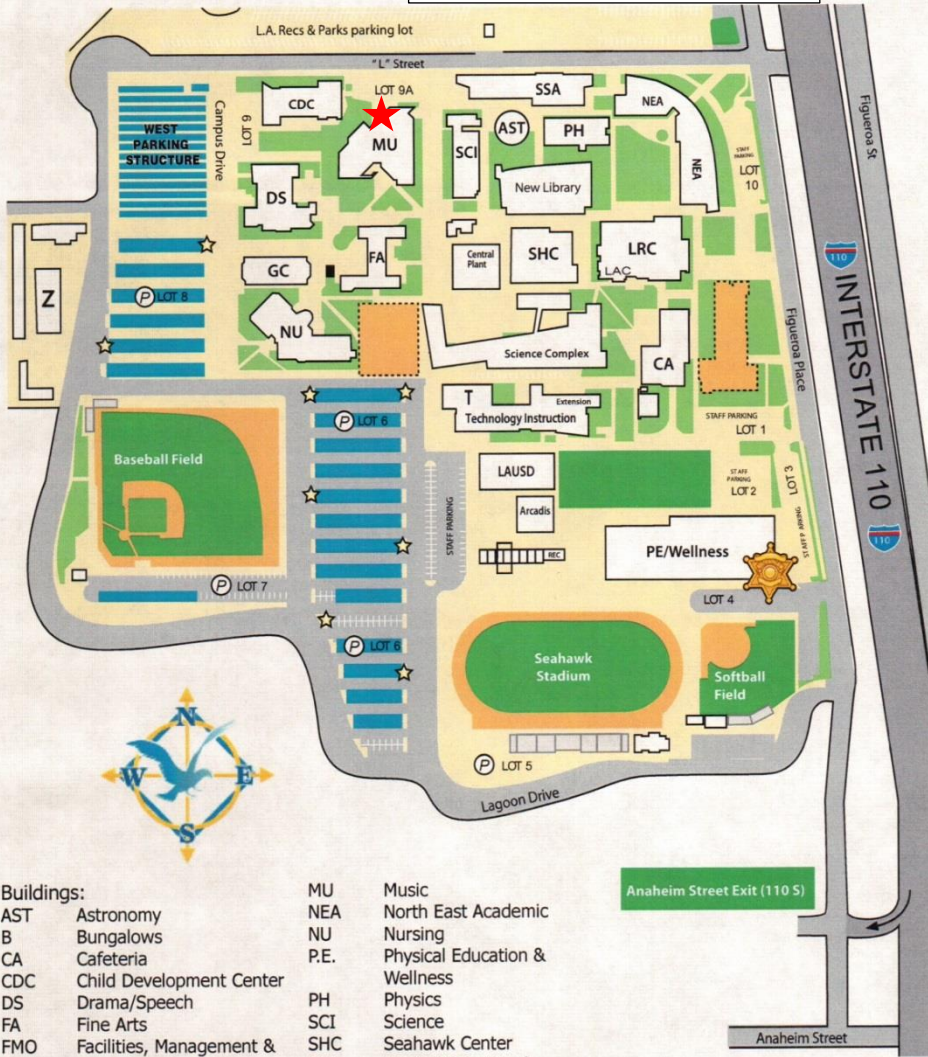 L.A. Recs & Parks parking lot
"L" Street
Figueroa St
WEST
PARKING
STRUCTURE
Campus Drive
LOT 9
CDC
LOT 9A
MU
SSA
SCI
AST
PH
NEA
NEA
STAFF
PARKING
LOT
10
New Library
DS
FA
GC
Central
Plant
SHC
LRC
LAC
110
INTERSTATE 110
110
Figueroa Place
Z
P LOT 8
NU
Science Complex
CA
T
Technology Instruction
Extension
STAFF PARKING
LOT 1
P LOT 6
Baseball Field
STAFF PARKING
LAUSD
Arcadis
REC
STAFF
PARKING
LOT 2
LOT 3
STAFF PARKING
PE/Wellness
LOT 4
P LOT 7
P LOT 6
Seahawk
Stadium
Softball
Field
P LOT 5
Lagoon Drive
N
W
E
S
Anaheim Street Exit (110 S)
Anaheim Street
Buildings:
AST Astronomy
B Bungalows
CA Cafeteria
CDC Child Development Center
DS Drama/Speech
FA Fine Arts
FMO Facilities, Management &
MU Music
NEA North East Academic
NU Nursing
P.E. Physical Education &
Wellness
PH Physics
SCI Science
SHC Seahawk Center